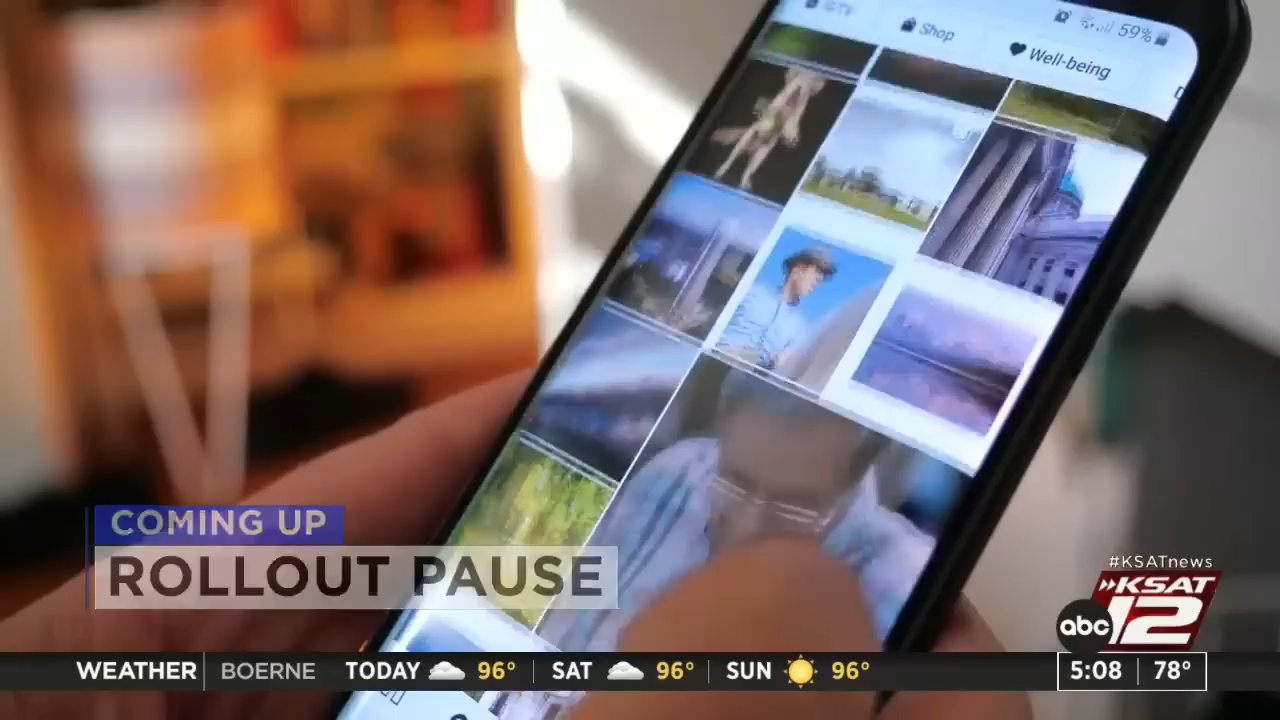 IGTV
Shop
Well-being
59%
COMING UP
ROLLOUT PAUSE
#KSATnews
KSAT
abc 12
WEATHER BOERNE TODAY 96° SAT 96° SUN 96°
5:08 78°